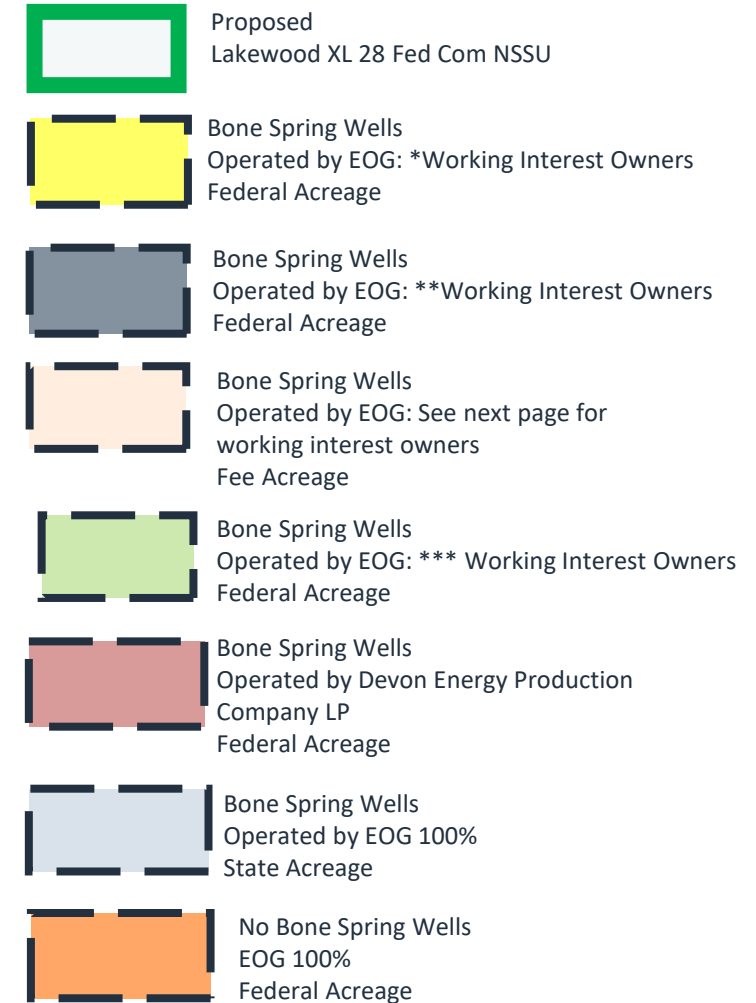 Proposed
Lakewood XL 28 Fed Com NSSU
Bone Spring Wells
Operated by EOG: *Working Interest Owners
Federal Acreage
Bone Spring Wells
Operated by EOG: **Working Interest Owners
Federal Acreage
Bone Spring Wells
Operated by EOG: See next page for
working interest owners
Fee Acreage
Bone Spring Wells
Operated by EOG: *** Working Interest Owners
Federal Acreage
Bone Spring Wells
Operated by Devon Energy Production
Company LP
Federal Acreage
Bone Spring Wells
Operated by EOG 100%
State Acreage
No Bone Spring Wells
EOG 100%
Federal Acreage